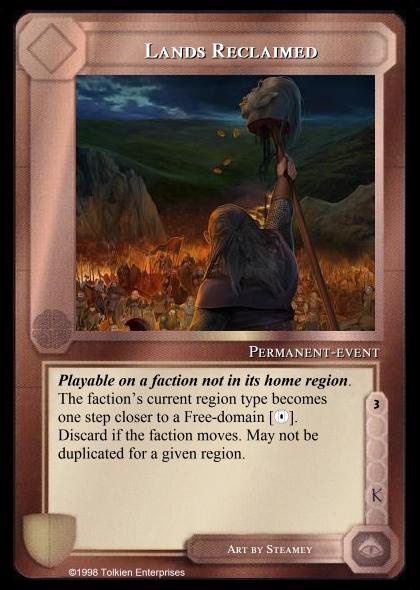 Lands Reclaimed
Permanent-event
Playable on a faction not in its home region.
The faction's current region type becomes
one step closer to a Free-domain [ ].
Discard if the faction moves. May not be
duplicated for a given region.
3
K
Art by Steamey
©1998 Tolkien Enterprises